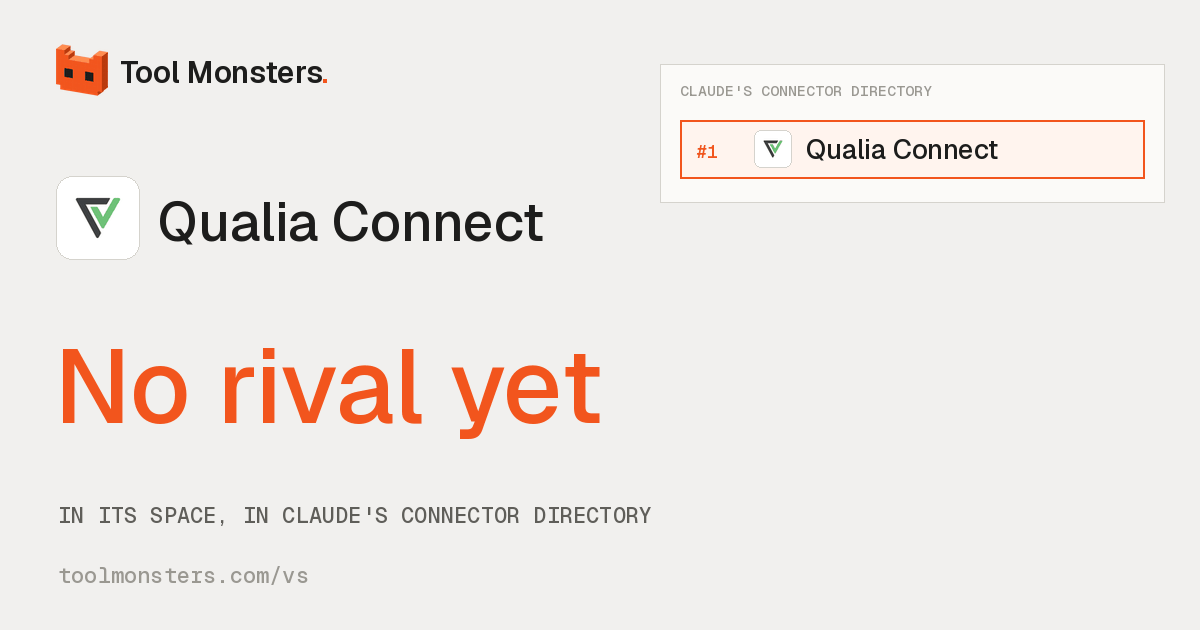 Tool Monsters.
CLAUDE'S CONNECTOR DIRECTORY
#1 Qualia Connect
Qualia Connect
No rival yet
IN ITS SPACE, IN CLAUDE'S CONNECTOR DIRECTORY
toolmonsters.com/vs